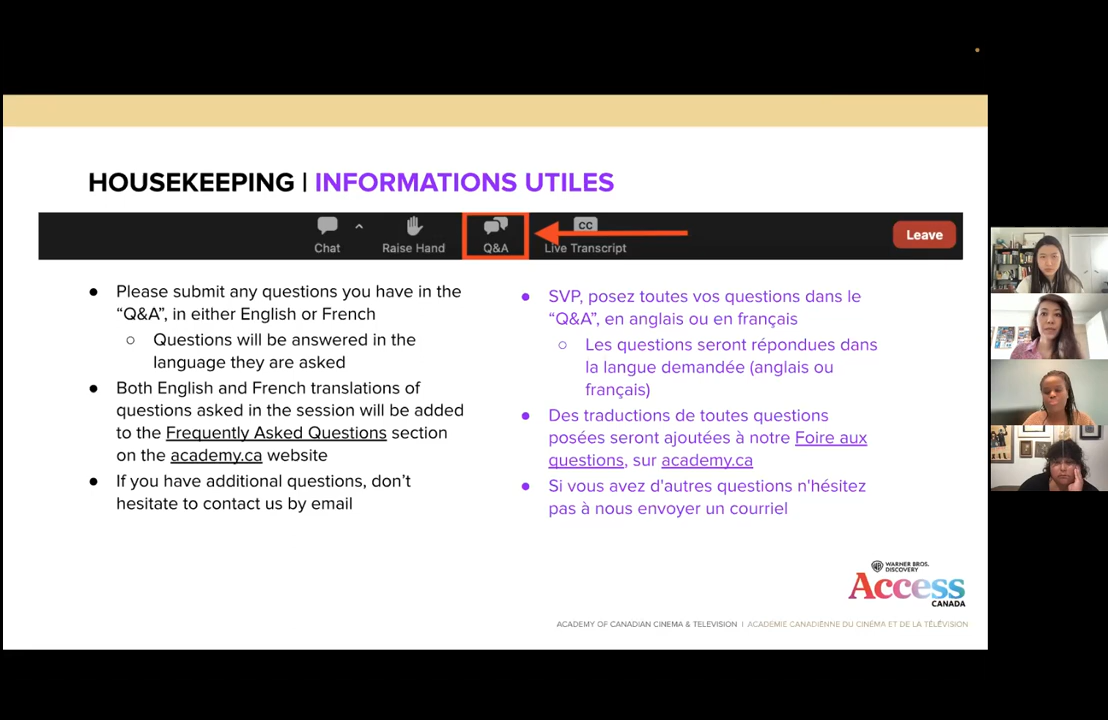 HOUSEKEEPING | INFORMATIONS UTILES
Chat
Raise Hand
Q&A
CC
Live Transcript
Leave
● Please submit any questions you have in the
“Q&A”, in either English or French
○ Questions will be answered in the
language they are asked
● Both English and French translations of
questions asked in the session will be added
to the Frequently Asked Questions section
on the academy.ca website
● If you have additional questions, don’t
hesitate to contact us by email
● SVP, posez toutes vos questions dans le
“Q&A”, en anglais ou en français
○ Les questions seront répondues dans
la langue demandée (anglais ou
français)
● Des traductions de toutes questions
posées seront ajoutées à notre Foire aux
questions, sur academy.ca
● Si vous avez d'autres questions n'hésitez
pas à nous envoyer un courriel
WARNER BROS.
DISCOVERY
Access
CANADA
ACADEMY OF CANADIAN CINEMA & TELEVISION | ACADÉMIE CANADIENNE DU CINÉMA ET DE LA TÉLÉVISION